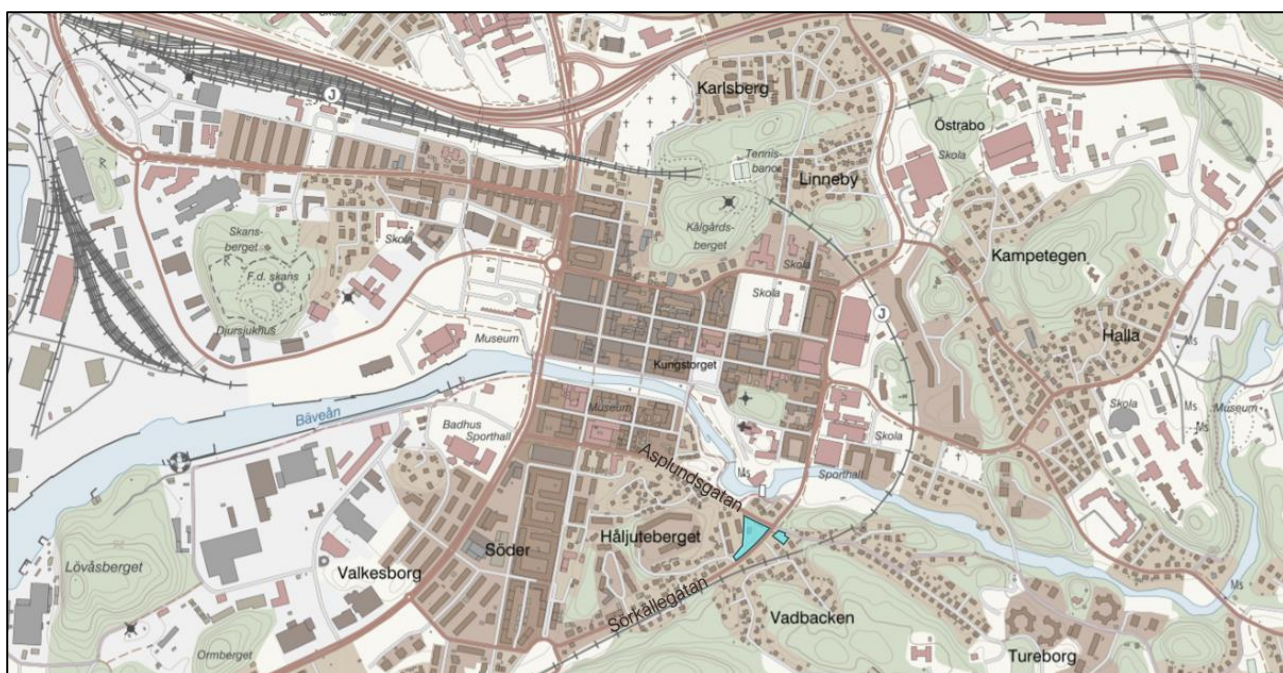 Karlsberg
J
Östrabo
Tennis-
banor
Skola
Linneby
Skans-
berget
Skola
Kålgårds-
berget
Kampetegen
F.d. skans
Skola
Skola
J
Djursjukhus
Museum
Halla
Ms
Kungstorget
Bäveån
Museum
Skola
Ms
Museum
Badhus
Sporthall
Ms
Skola
Asplundsgatan
Ms
Sporthall
Söder
Håljuteberget
Lövåsberget
Valkesborg
Sörkällegatan
Vadbacken
Ms
Ormberget
Tureborg